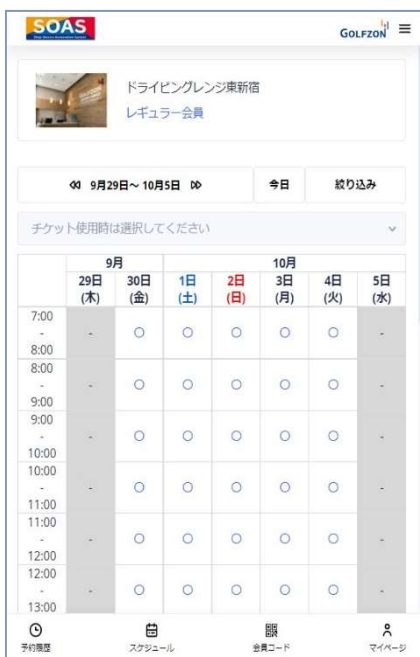 SOAS
GOLFZON
ドライビングレンジ東新宿
レギュラー会員
9月29日～10月5日
今日
絞り込み
チケット使用時は選択してください
9月 10月
29日 30日 1日 2日 3日 4日 5日
(木) (金) (土) (日) (月) (火) (水)
7:00
- - ○ ○ ○ ○ ○ -
8:00
8:00
- - ○ ○ ○ ○ ○ -
9:00
9:00
- - ○ ○ ○ ○ ○ -
10:00
10:00
- - ○ ○ ○ ○ ○ -
11:00
11:00
- - ○ ○ ○ ○ ○ -
12:00
12:00
- - ○ ○ ○ ○ ○ -
13:00
予約履歴 スケジュール 会員コード マイページ